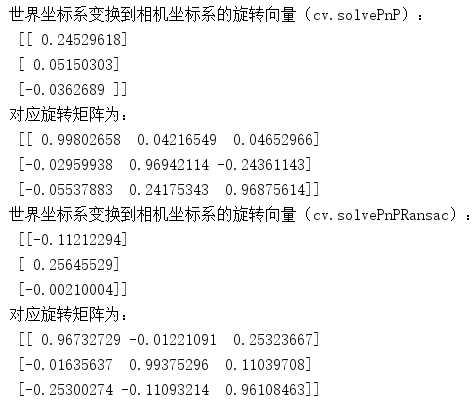 世界坐标系变换到相机坐标系的旋转向量（cv.solvePnP）：
[[ 0.24529618]
[ 0.05150303]
[-0.0362689 ]]
对应旋转矩阵为：
[[ 0.99802658  0.04216549  0.04652966]
[-0.02959938  0.96942114 -0.24361143]
[-0.05537883  0.24175343  0.96875614]]
世界坐标系变换到相机坐标系的旋转向量（cv.solvePnPRansac）：
[[-0.11212294]
[ 0.25645529]
[-0.00210004]]
对应旋转矩阵为：
[[ 0.96732729 -0.01221091  0.25323667]
[-0.01635637  0.99375296  0.11039708]
[-0.25300274 -0.11093214  0.96108463]]